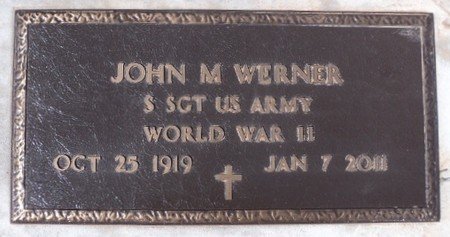 JOHN M WERNER
S SGT US ARMY
WORLD WAR II
OCT 25 1919 JAN 7 2011